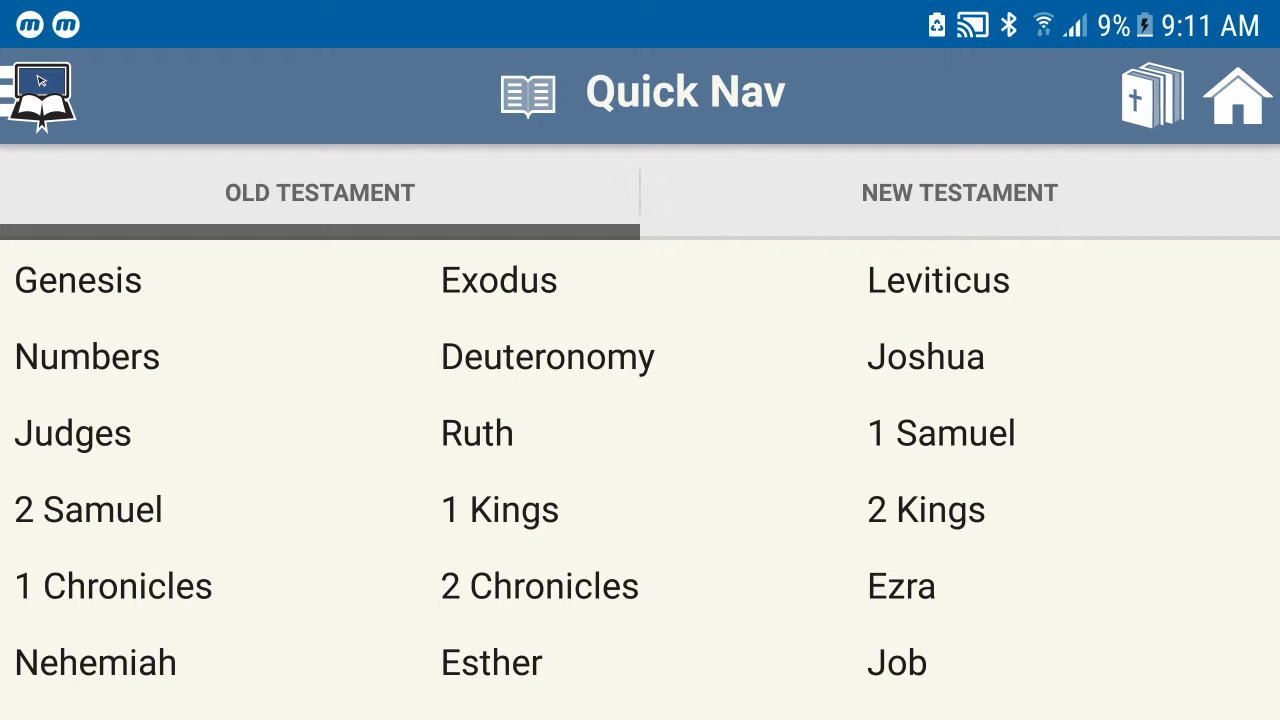 9% 9:11 AM
Quick Nav
OLD TESTAMENT NEW TESTAMENT
Genesis Exodus Leviticus
Numbers Deuteronomy Joshua
Judges Ruth 1 Samuel
2 Samuel 1 Kings 2 Kings
1 Chronicles 2 Chronicles Ezra
Nehemiah Esther Job